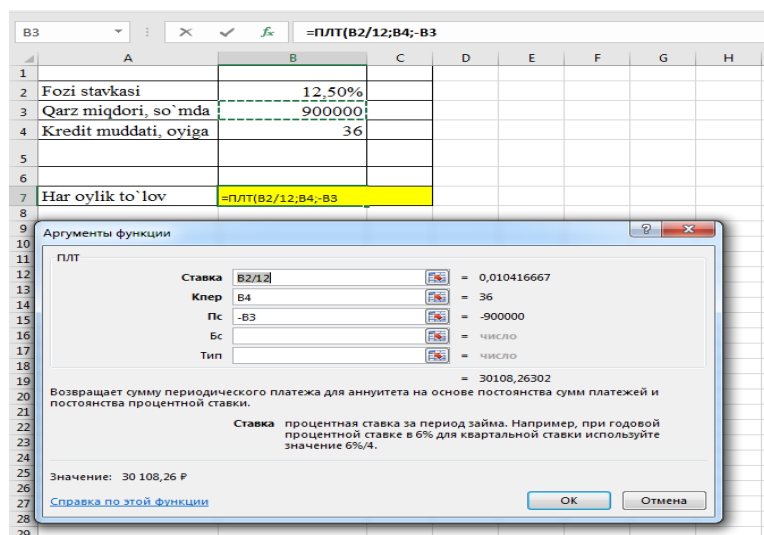 B3 =ПЛТ(B2/12;B4;-B3
A B C D E F G H
1
2 Fozi stavkasi 12,50%
3 Qarz miqdori, so`mda 900000
4 Kredit muddati, oyiga 36
5
6
7 Har oylik to`lov =ПЛТ(B2/12;B4;-B3
8
9
10
11
12
13
14
15
16
17
18
19
20
21
22
23
24
25
26
27
28
29
Аргументы функции
ПЛТ
Ставка B2/12 = 0,010416667
Кпер B4 = 36
Пс -B3 = -900000
Бс = число
Тип = число
= 30108,26302
Возвращает сумму периодического платежа для аннуитета на основе постоянства сумм платежей и
постоянства процентной ставки.
Ставка процентная ставка за период займа. Например, при годовой
процентной ставке в 6% для квартальной ставки используйте
значение 6%/4.
Значение: 30 108,26 ₽
Справка по этой функции ОК Отмена